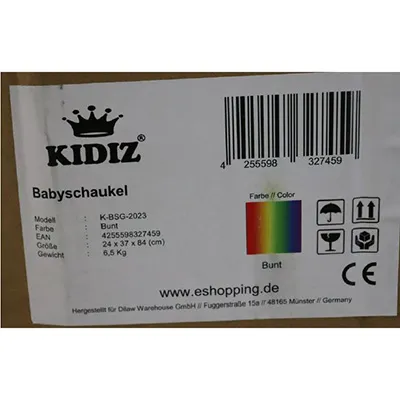 KIDIZ®
4 255598 327459
Babyschaukel
Modell : K-BSG-2023
Farbe : Bunt
EAN : 4255598327459
Größe : 24 x 37 x 84 (cm)
Gewicht : 6,5 Kg
Farbe // Color
Bunt
CE
www.eshopping.de
Hergestellt für Dilaw Warehouse GmbH // Fuggerstraße 15a // 48165 Münster // Germany